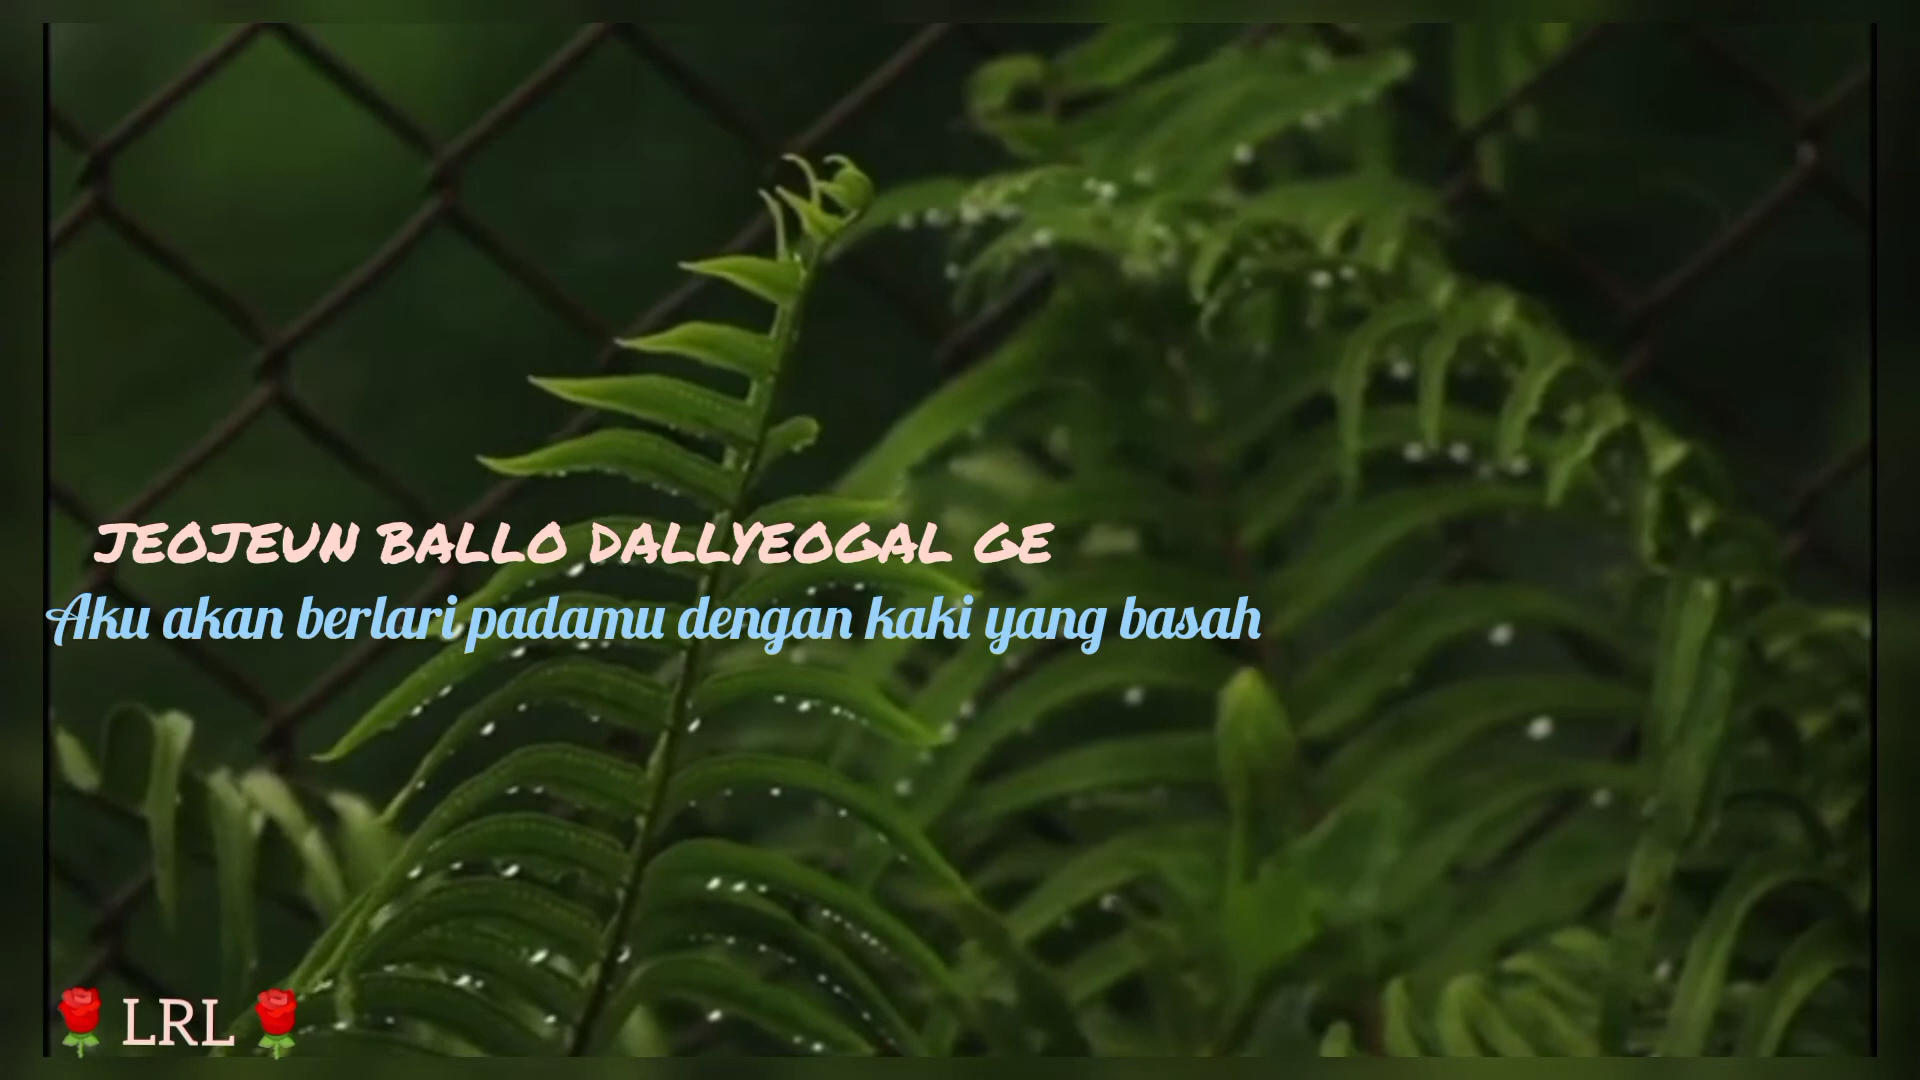 JEOJEUN BALLO DALLYEOGAL GE
Aku akan berlari padamu dengan kaki yang basah
🌹 LRL 🌹